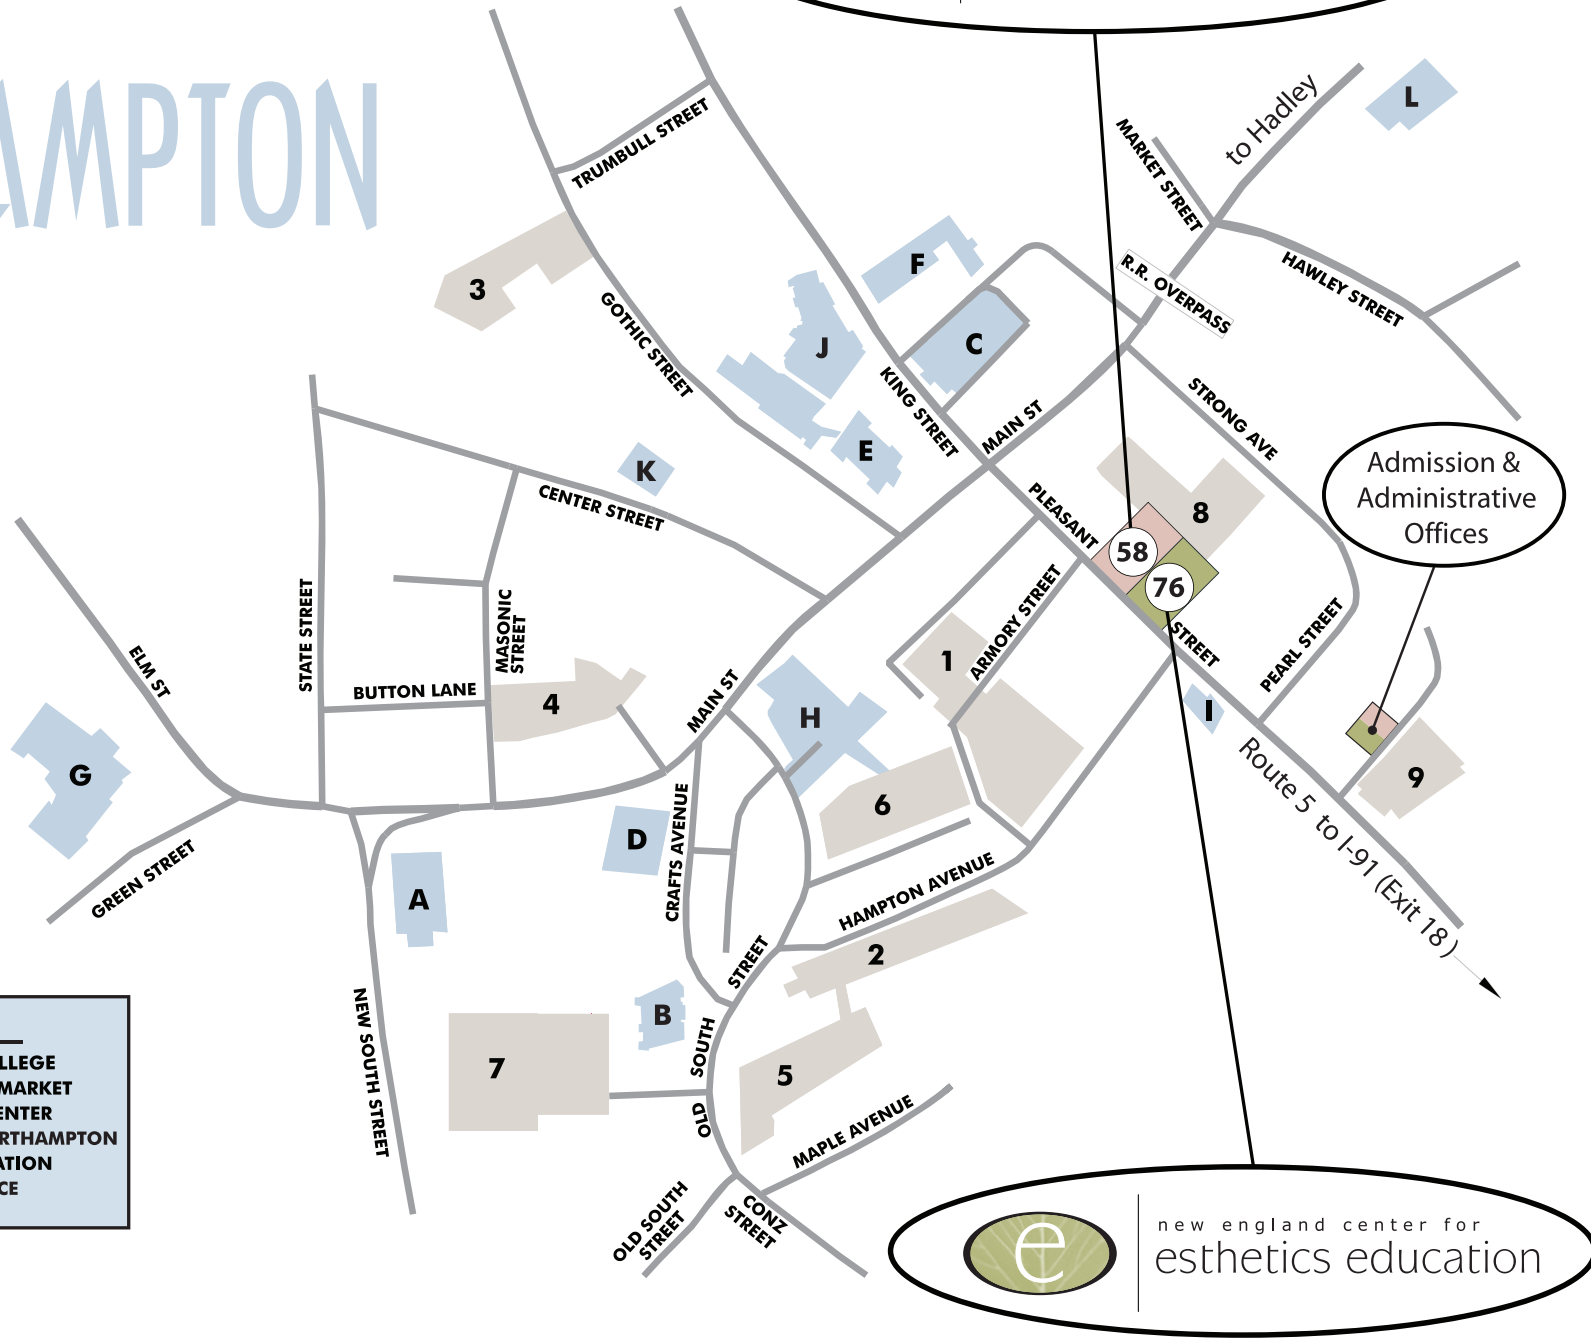 AMPTON
TRUMBULL STREET
to Hadley
L
MARKET STREET
R.R. OVERPASS
HAWLEY STREET
3
F
GOTHIC STREET
J
C
KING STREET
MAIN ST
STRONG AVE
E
K
CENTER STREET
Admission &
Administrative
Offices
PLEASANT
8
58
76
STREET
ELM ST
STATE STREET
MASONIC
STREET
BUTTON LANE
4
MAIN ST
1
ARMORY STREET
PEARL STREET
I
H
G
Route 5 to I-91 (Exit 18 )
9
6
D
CRAFTS AVENUE
GREEN STREET
A
HAMPTON AVENUE
2
STREET
NEW SOUTH STREET
B
SOUTH
7
5
OLD
MAPLE AVENUE
LLEGE
MARKET
ENTER
RTHAMPTON
ATION
CE
OLD SOUTH
STREET
CONZ
STREET
e
new england center for
esthetics education